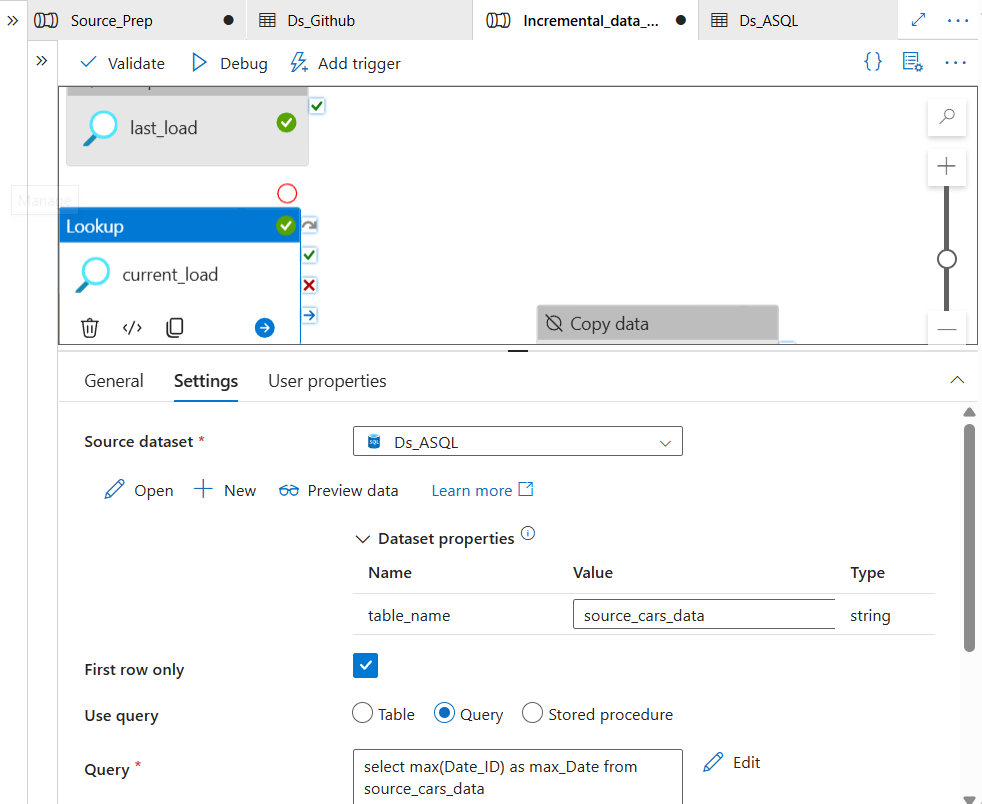 Source_Prep
Ds_Github
Incremental_data_...
Ds_ASQL
Validate
Debug
Add trigger
last_load
Manage
Lookup
current_load
Copy data
General
Settings
User properties
Source dataset *
SQL
Ds_ASQL
Open
New
Preview data
Learn more
Dataset properties
Name Value Type
table_name source_cars_data string
First row only
Use query
Table
Query
Stored procedure
Query *
select max(Date_ID) as max_Date from
source_cars_data
Edit